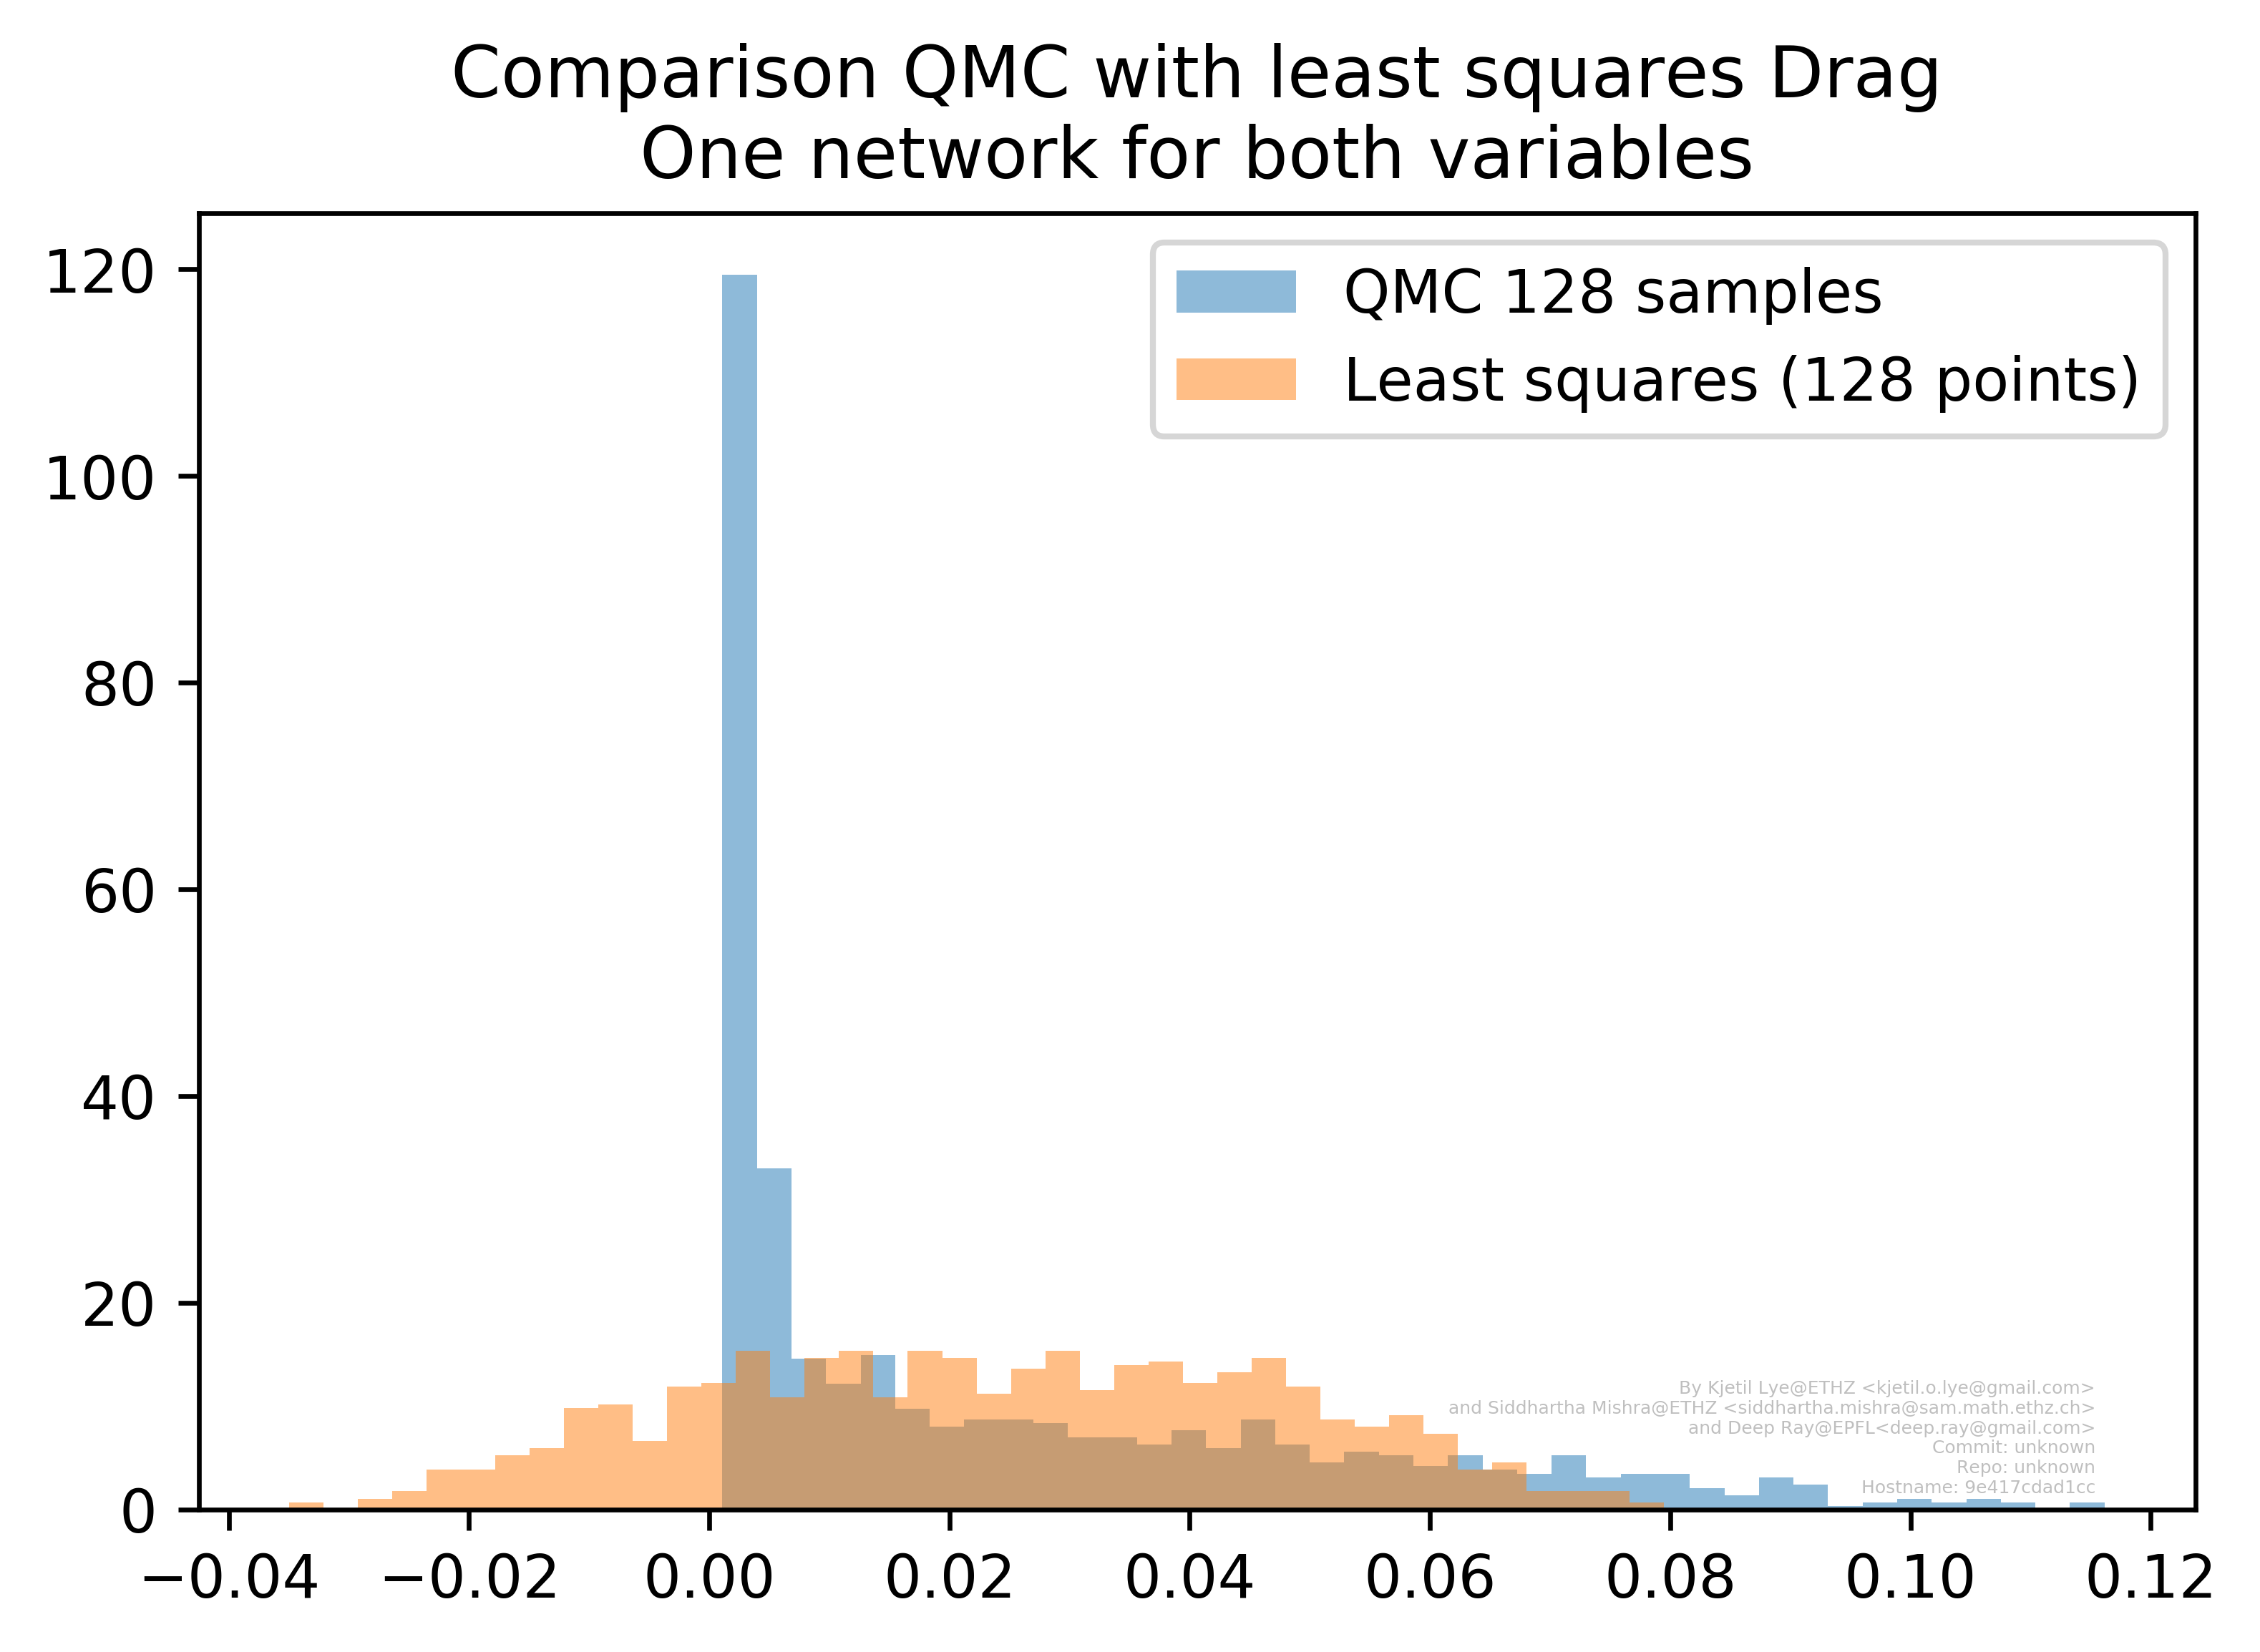 Comparison QMC with least squares Drag
One network for both variables
QMC 128 samples
Least squares (128 points)
120
100
80
60
40
20
0
−0.04 −0.02 0.00 0.02 0.04 0.06 0.08 0.10 0.12
By Kjetil Lye@ETHZ <kjetil.o.lye@gmail.com>
and Siddhartha Mishra@ETHZ <siddhartha.mishra@sam.math.ethz.ch>
and Deep Ray@EPFL<deep.ray@gmail.com>
Commit: unknown
Repo: unknown
Hostname: 9e417cdad1cc